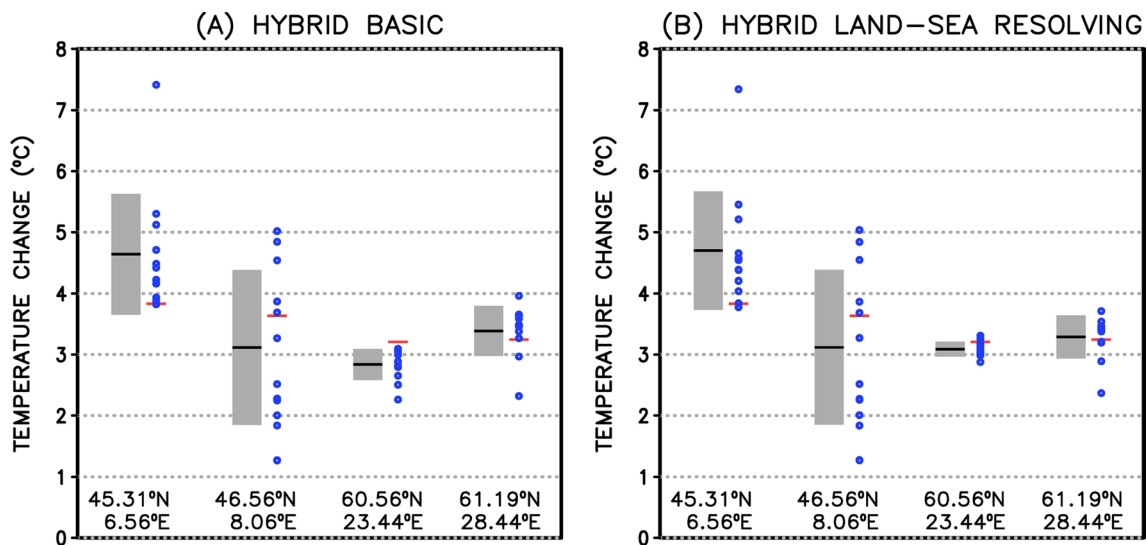 (A) HYBRID BASIC
TEMPERATURE CHANGE (ºC)
8
7
6
5
4
3
2
1
0
45.31ºN
6.56ºE
46.56ºN
8.06ºE
60.56ºN
23.44ºE
61.19ºN
28.44ºE
(B) HYBRID LAND–SEA RESOLVING
TEMPERATURE CHANGE (ºC)
8
7
6
5
4
3
2
1
0
45.31ºN
6.56ºE
46.56ºN
8.06ºE
60.56ºN
23.44ºE
61.19ºN
28.44ºE